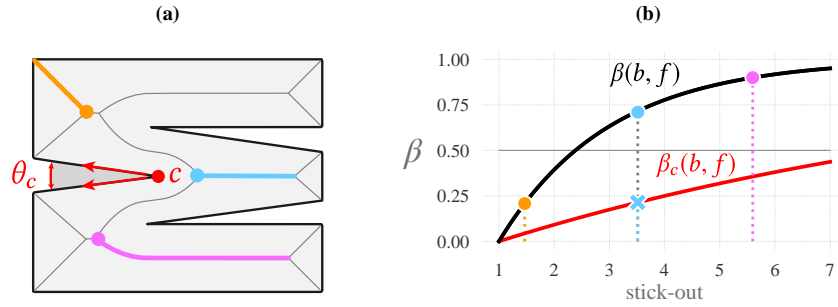 (a)
θc
c
(b)
β
1.00
0.75
0.50
0.25
0.00
β(b, f)
βc(b, f)
1 2 3 4 5 6 7
stick-out